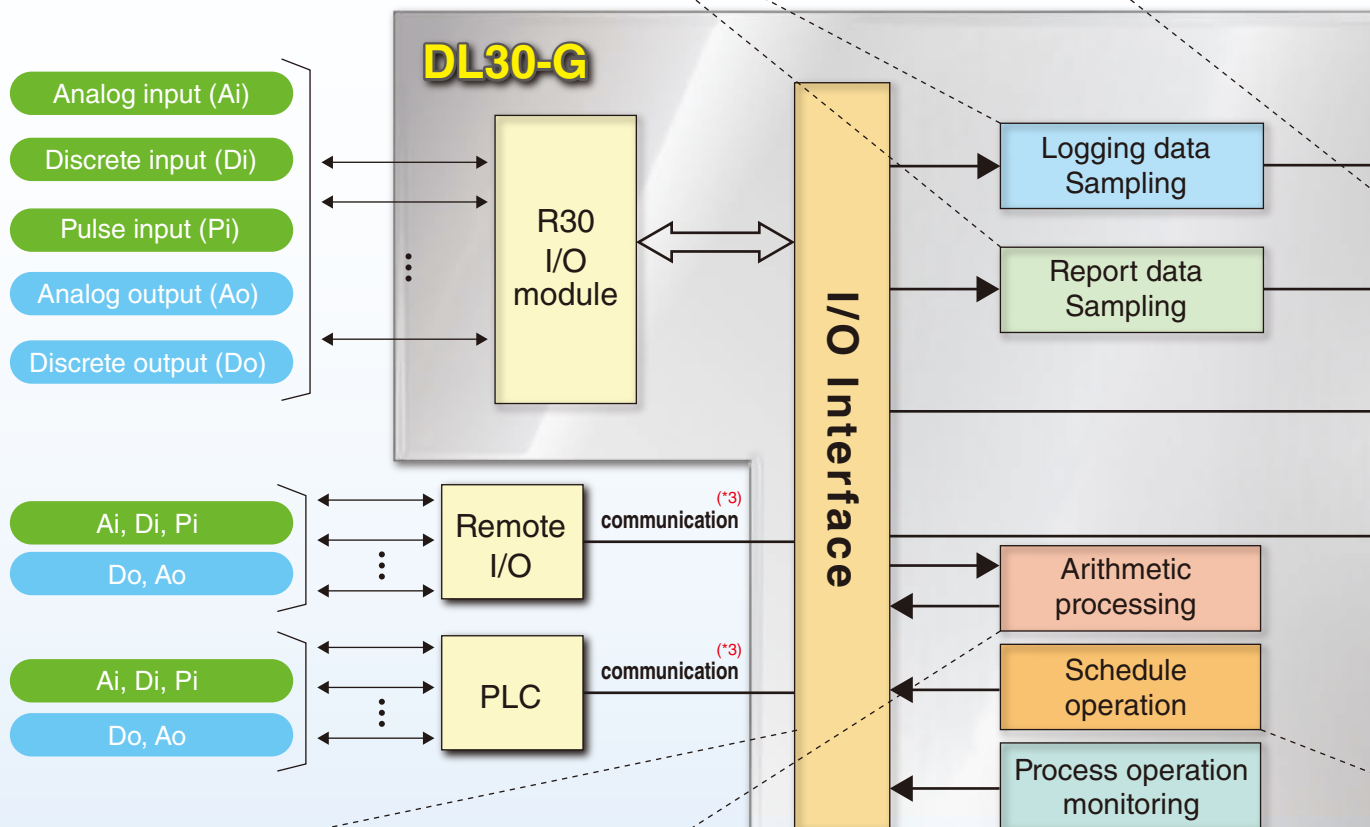 DL30-G
Analog input (Ai)
Discrete input (Di)
Pulse input (Pi)
Analog output (Ao)
Discrete output (Do)
R30
I/O
module
I/O Interface
Logging data
Sampling
Report data
Sampling
Ai, Di, Pi
Do, Ao
Remote
I/O
(*3)
communication
Arithmetic
processing
Ai, Di, Pi
Do, Ao
PLC
(*3)
communication
Schedule
operation
Process operation
monitoring